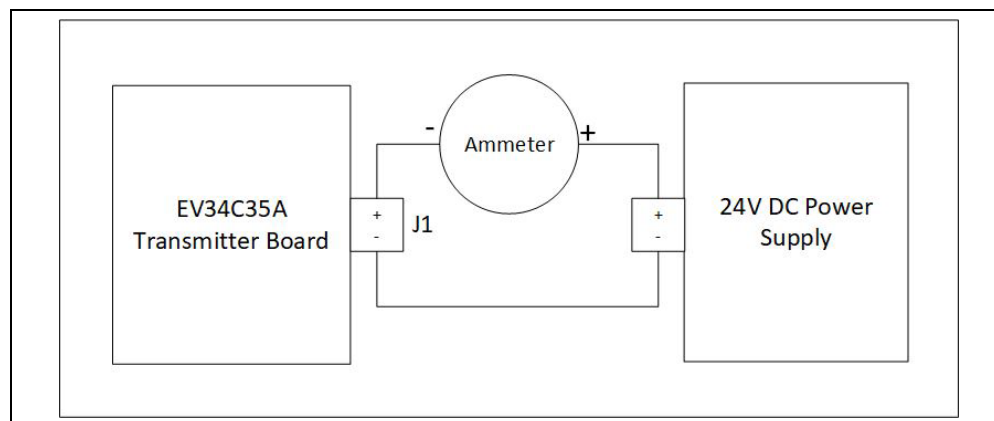 - Ammeter +
EV34C35A
Transmitter Board
+
-
J1
+
-
24V DC Power
Supply